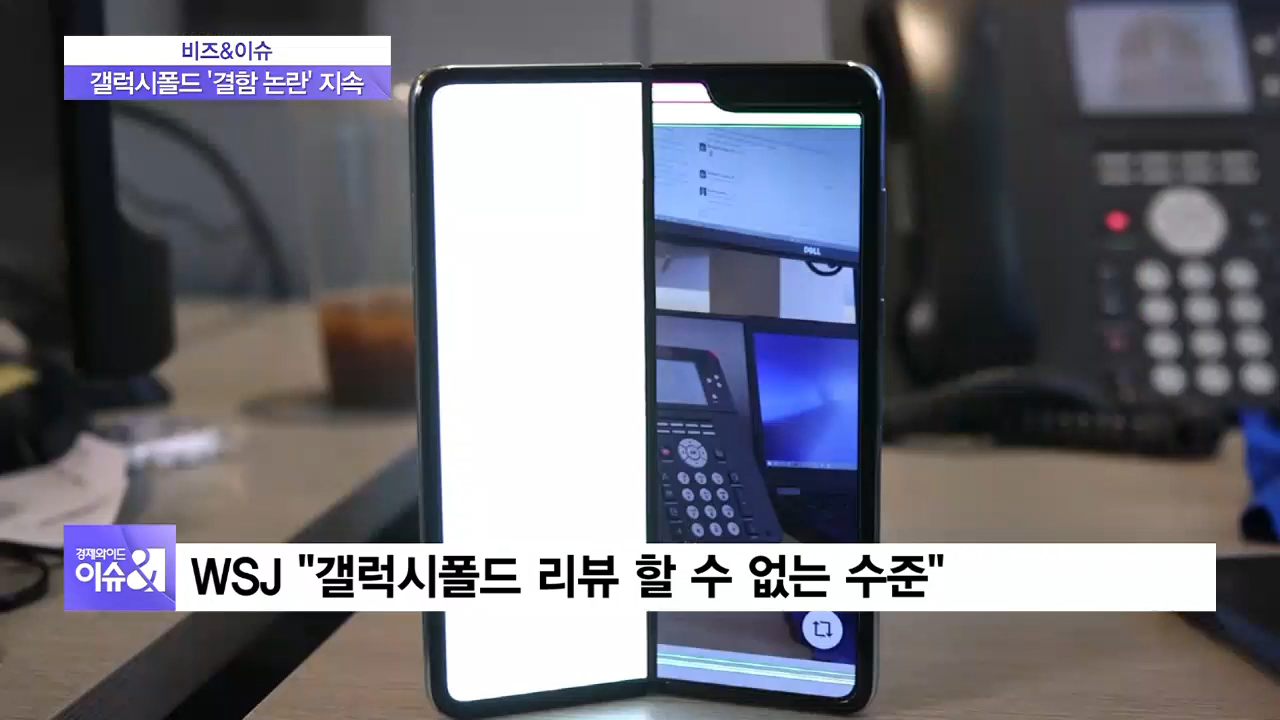 비즈&이슈
갤럭시폴드 '결함 논란' 지속
DELL
경제와이드
이슈&
WSJ "갤럭시폴드 리뷰 할 수 없는 수준"